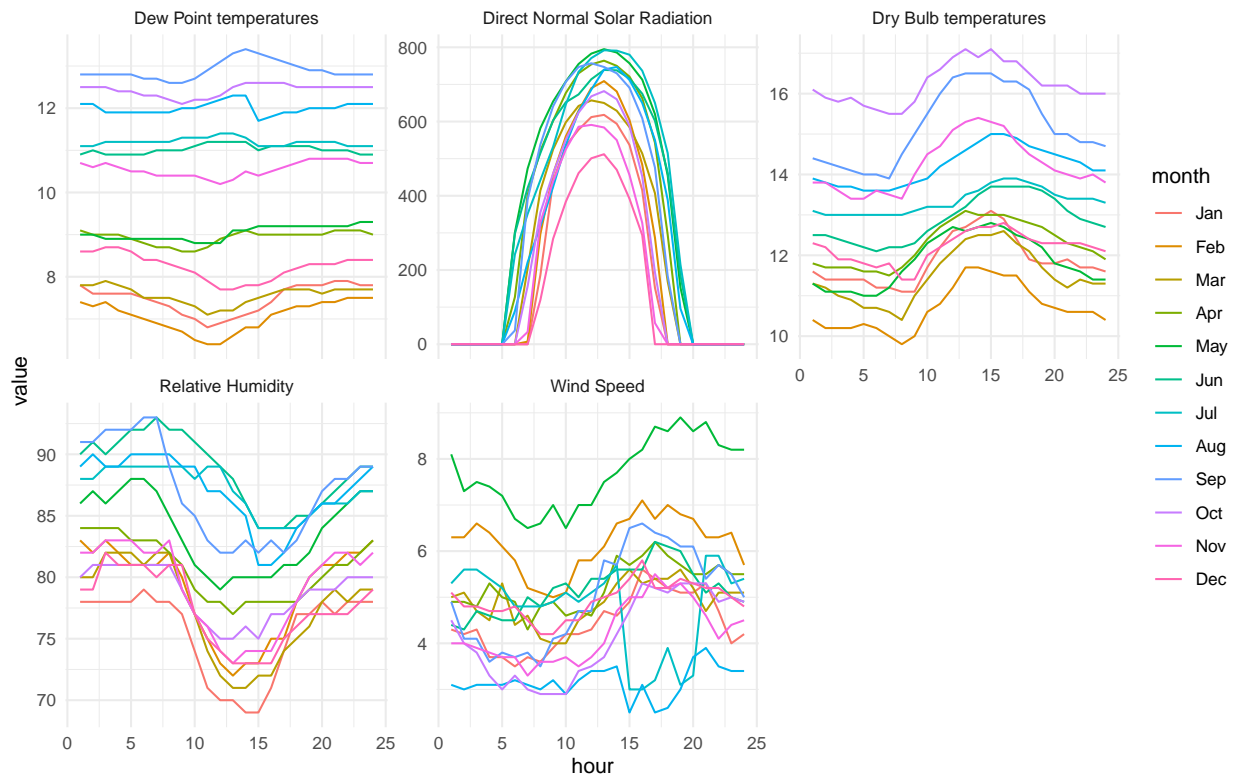 Dew Point temperatures
Direct Normal Solar Radiation
Dry Bulb temperatures
12
10
8
800
600
400
200
0
16
14
12
10
0 5 10 15 20 25
Relative Humidity
Wind Speed
90
85
80
75
70
8
6
4
0 5 10 15 20 25
0 5 10 15 20 25
value
hour
month
Jan
Feb
Mar
Apr
May
Jun
Jul
Aug
Sep
Oct
Nov
Dec